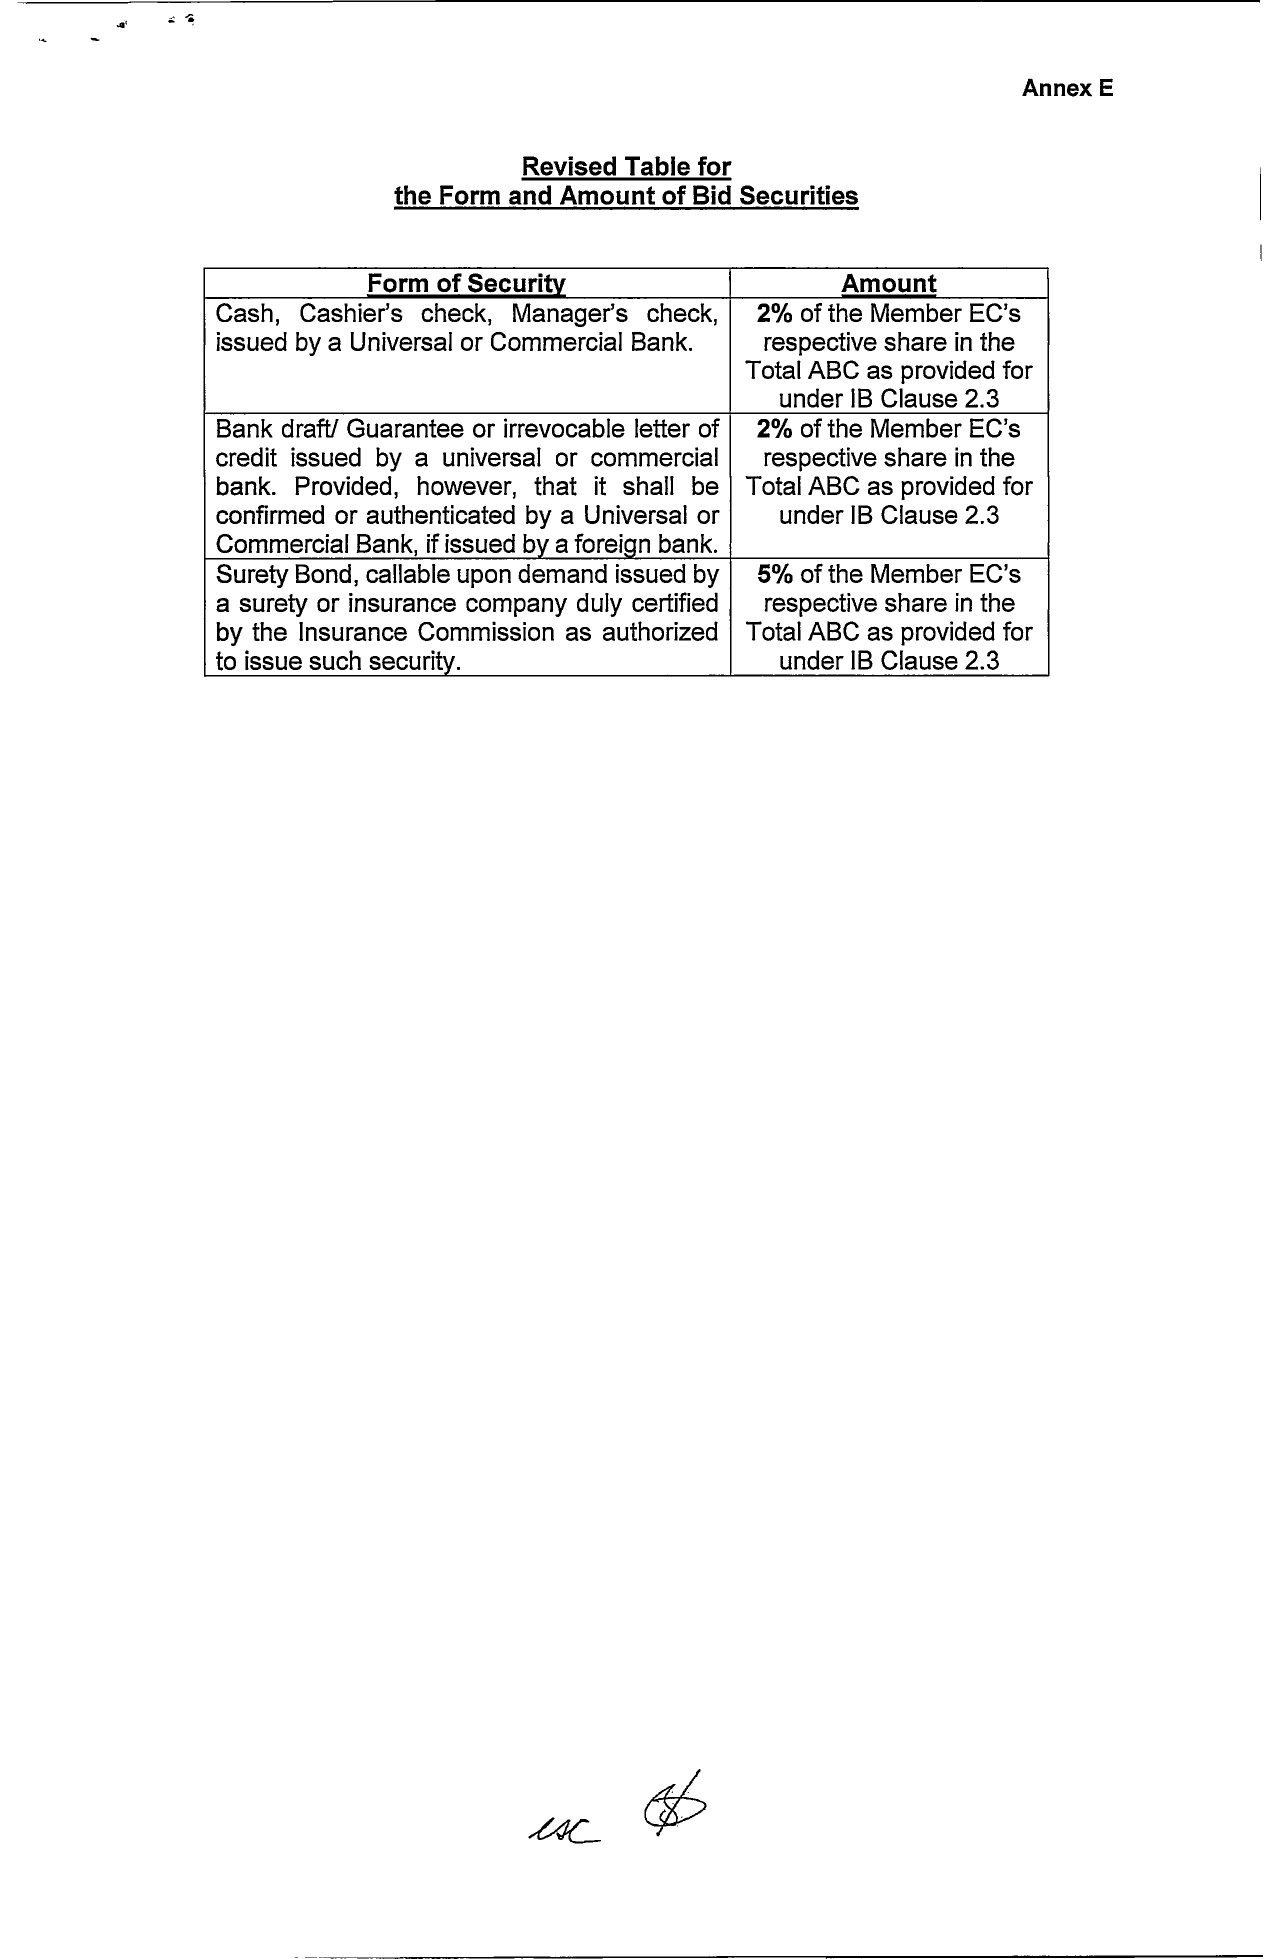 Annex E
Revised Table for
the Form and Amount of Bid Securities
Form of Security
Amount
Cash, Cashier's check, Manager's check,
issued by a Universal or Commercial Bank.
2% of the Member EC's
respective share in the
Total ABC as provided for
under IB Clause 2.3
Bank draft/ Guarantee or irrevocable letter of
credit issued by a universal or commercial
bank. Provided, however, that it shall be
confirmed or authenticated by a Universal or
Commercial Bank, if issued by a foreign bank.
2% of the Member EC's
respective share in the
Total ABC as provided for
under IB Clause 2.3
Surety Bond, callable upon demand issued by
a surety or insurance company duly certified
by the Insurance Commission as authorized
to issue such security.
5% of the Member EC's
respective share in the
Total ABC as provided for
under IB Clause 2.3